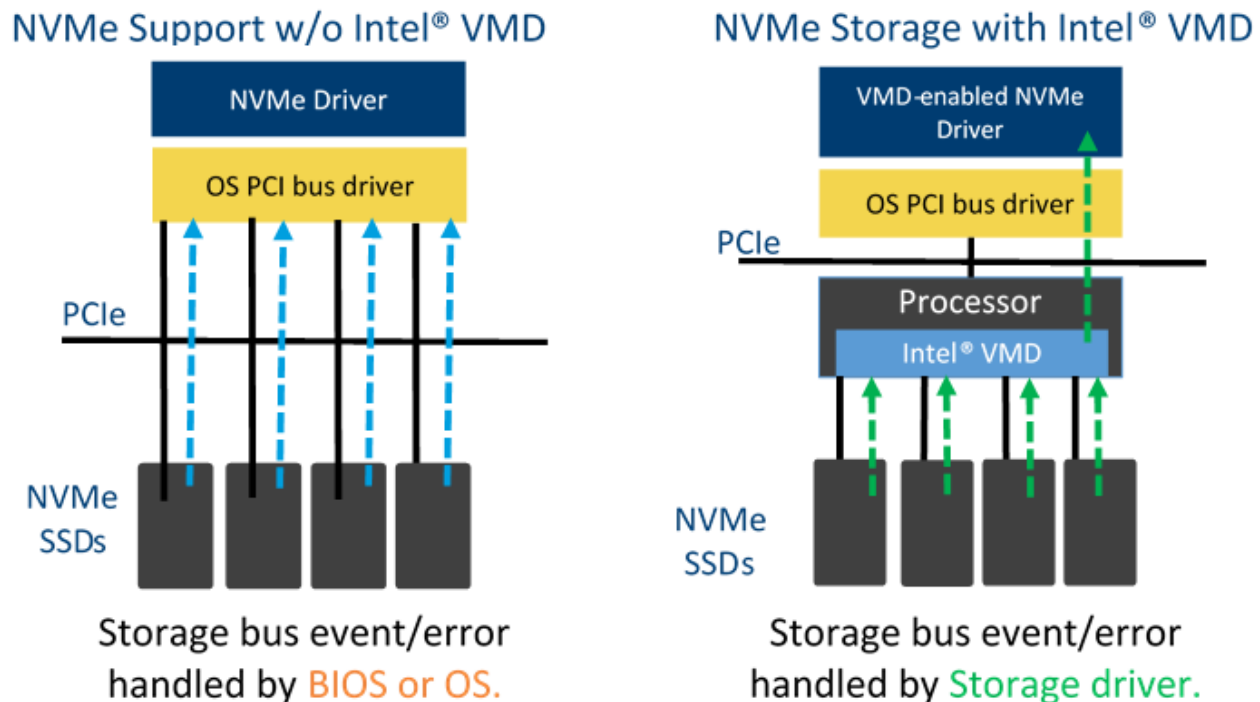 NVMe Support w/o Intel® VMD
NVMe Driver
OS PCI bus driver
PCIe
NVMe
SSDs
Storage bus event/error
handled by BIOS or OS.
NVMe Storage with Intel® VMD
VMD-enabled NVMe
Driver
OS PCI bus driver
PCIe
Processor
Intel® VMD
NVMe
SSDs
Storage bus event/error
handled by Storage driver.